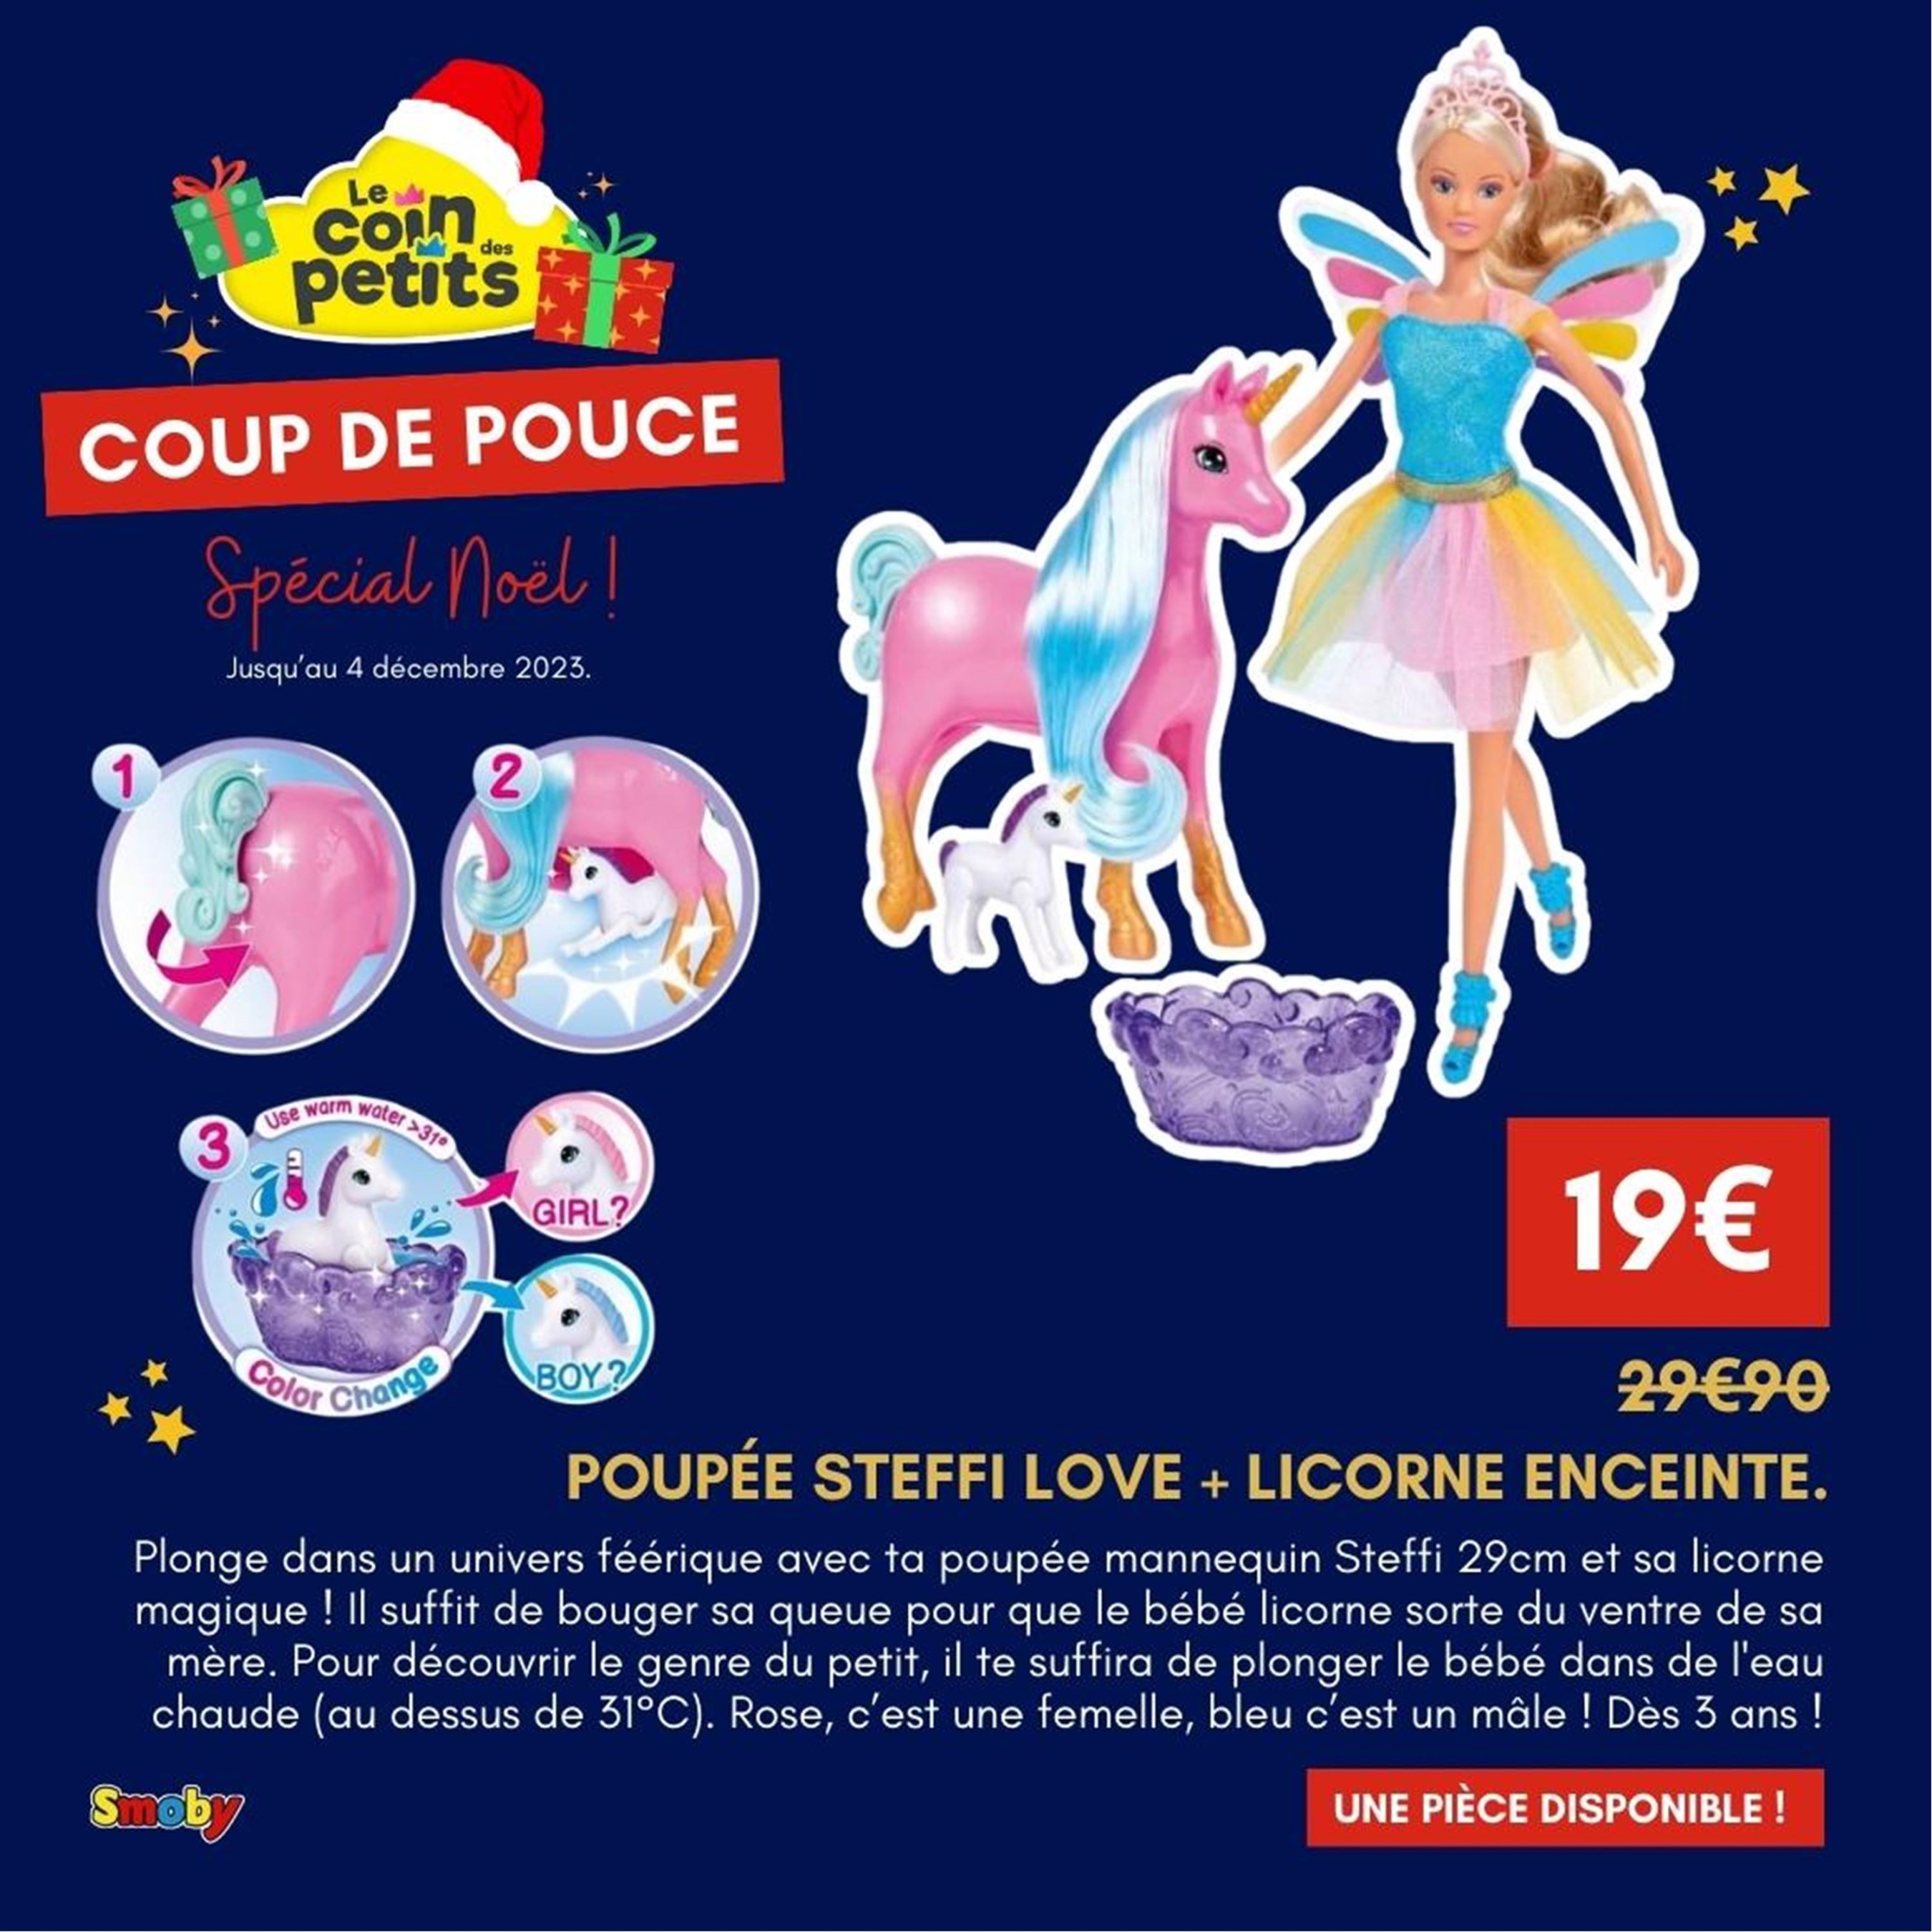 Le
coin
des
petits
COUP DE POUCE
Spécial Noël !
Jusqu'au 4 décembre 2023.
1
2
3
Use warm water >31°
GIRL?
BOY?
Color Change
19€
29€90
POUPÉE STEFFI LOVE + LICORNE ENCEINTE.
Plonge dans un univers féérique avec ta poupée mannequin Steffi 29cm et sa licorne
magique ! Il suffit de bouger sa queue pour que le bébé licorne sorte du ventre de sa
mère. Pour découvrir le genre du petit, il te suffira de plonger le bébé dans de l'eau
chaude (au dessus de 31°C). Rose, c'est une femelle, bleu c'est un mâle ! Dès 3 ans !
Smoby
UNE PIÈCE DISPONIBLE !